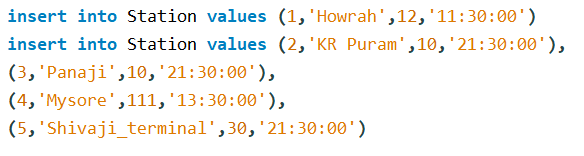 insert into Station values (1,'Howrah',12,'11:30:00')
insert into Station values (2,'KR Puram',10,'21:30:00'),
(3,'Panaji',10,'21:30:00'),
(4,'Mysore',111,'13:30:00'),
(5,'Shivaji_terminal',30,'21:30:00')